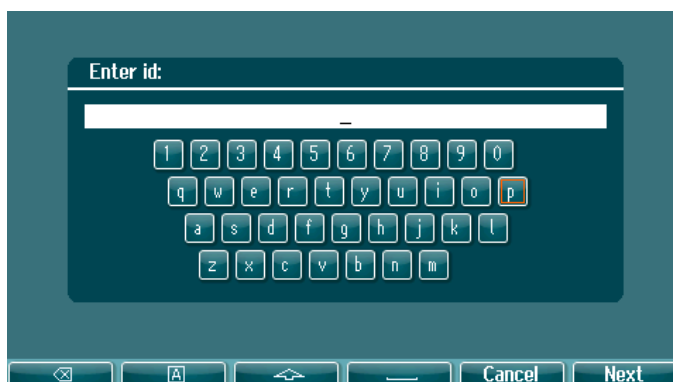 Enter id:
_
1 2 3 4 5 6 7 8 9 0
q w e r t y u i o p
a s d f g h j k l
z x c v b n m
A Cancel Next